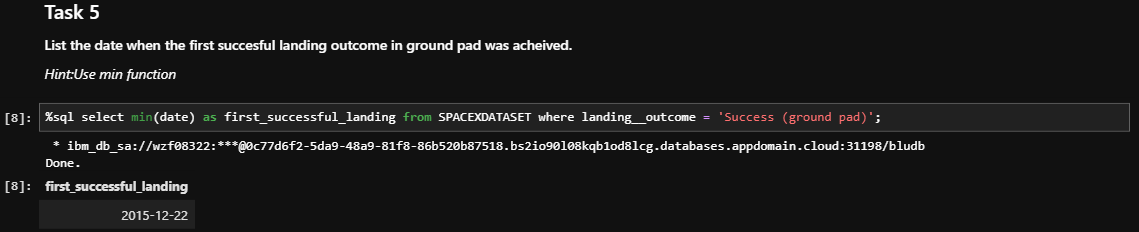 Task 5
List the date when the first succesful landing outcome in ground pad was acheived.
Hint:Use min function
[8]: %sql select min(date) as first_successful_landing from SPACEXDATASET where landing__outcome = 'Success (ground pad)';
* ibm_db_sa://wzf08322:***@0c77d6f2-5da9-48a9-81f8-86b520b87518.bs2io90l08kqb1od8lcg.databases.appdomain.cloud:31198/bludb
Done.
[8]: first_successful_landing
2015-12-22